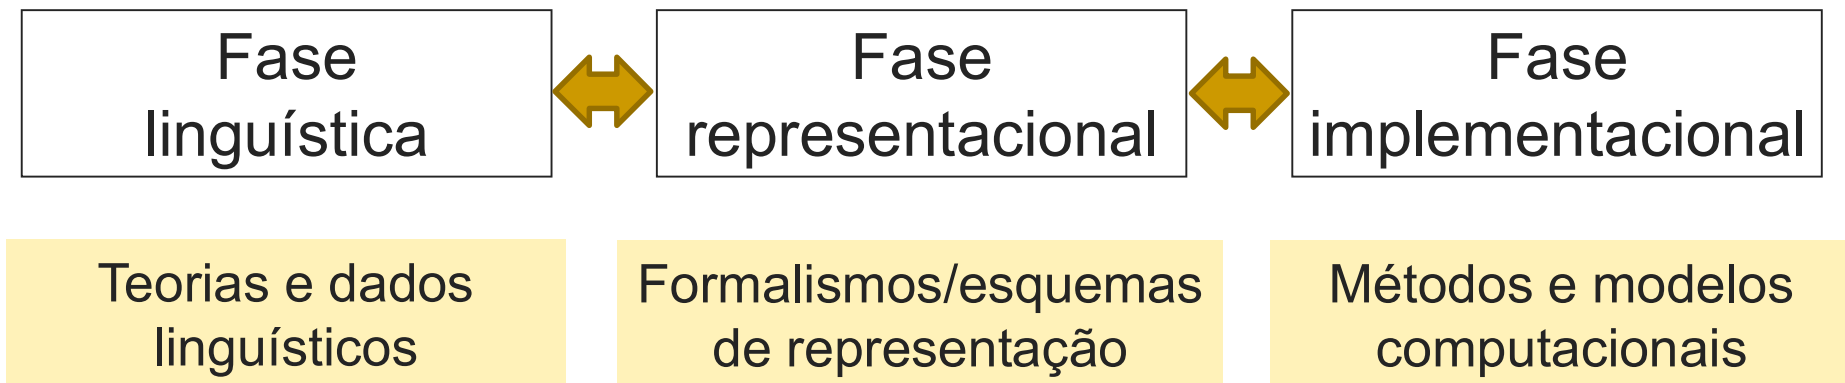 Fase
linguística
Fase
representacional
Fase
implementacional
Teorias e dados
linguísticos
Formalismos/esquemas
de representação
Métodos e modelos
computacionais